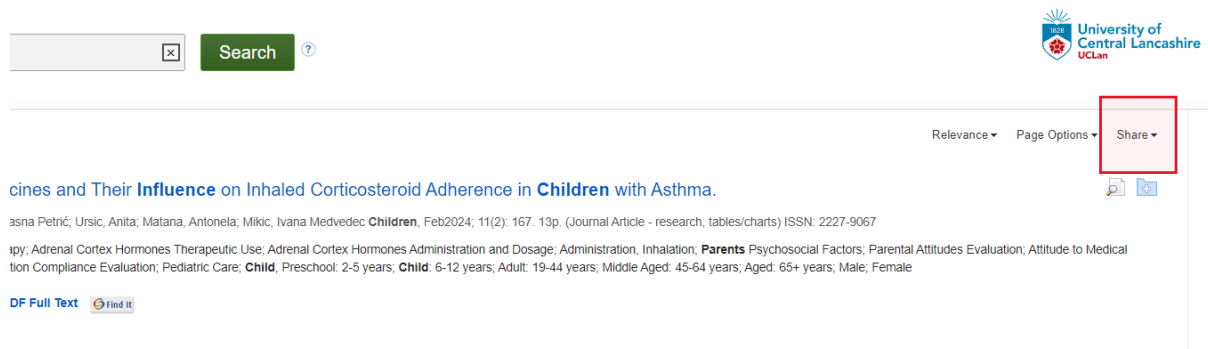 University of
Central Lancashire
UCLan
1828
Search
?
Relevance Page Options Share
cines and Their Influence on Inhaled Corticosteroid Adherence in Children with Asthma.
asna Petrić; Ursic, Anita; Matana, Antonela; Mikic, Ivana Medvedec Children, Feb2024; 11(2): 167. 13p. (Journal Article - research, tables/charts) ISSN: 2227-9067
apy; Adrenal Cortex Hormones Therapeutic Use; Adrenal Cortex Hormones Administration and Dosage; Administration, Inhalation; Parents Psychosocial Factors; Parental Attitudes Evaluation; Attitude to Medical
tion Compliance Evaluation; Pediatric Care; Child, Preschool: 2-5 years; Child: 6-12 years; Adult: 19-44 years; Middle Aged: 45-64 years; Aged: 65+ years; Male; Female
DF Full Text Find It